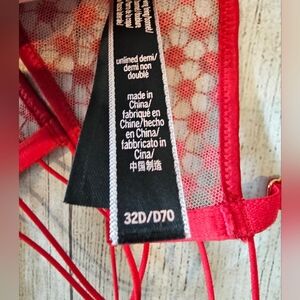 unlined demi/
demi non
doublé
made in
China/
fabriqué en
Chine/hecho
en China/
fabbricato in
Cina/
中国制造
32D/D70